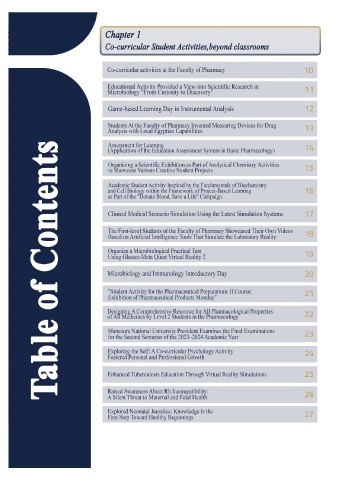 Table of Contents
Chapter 1
Co-curricular Student Activities,beyond classrooms
Co-curricular activities at the Faculty of Pharmacy 10
Educational Activity Provided a View into Scientific Research in
Microbiology "From Curiosity to Discovery" 11
Game-based Learning Day in Instrumental Analysis 12
Students At the Faculty of Pharmacy Invented Measuring Devices for Drug
Analysis with Local Egyptian Capabilities 13
Assessment for Learning
(Application of the Education Assessment System in Basic Pharmacology) 14
Organizing a Scientific Exhibition as Part of Analytical Chemistry Activities
to Showcase Various Creative Student Projects 15
Academic Student Activity Inspired by the Fundamentals of Biochemistry
and Cell Biology within the Framework of Project-Based Learning
as Part of the "Donate Blood, Save a Life" Campaign 16
Clinical Medical Scenario Simulation Using the Latest Simulation Systems 17
The First-level Students of the Faculty of Pharmacy Showcased Their Own Videos
Based on Artificial Intelligence Tools That Simulate the Laboratory Reality 18
Organize a Microbiological Practical Test
Using Glasses Meta Quest Virtual Reality 2 19
Microbiology and Immunology Introductory Day 20
"Student Activity for the Pharmaceutical Preparations II Course:
Exhibition of Pharmaceutical Products Monday" 21
Designing A Comprehensive Resource for All Pharmacological Properties
of All Medicines by Level 2 Students in the Pharmacology 22
Mansoura National University President Examines the Final Examinations
for the Second Semester of the 2023-2024 Academic Year 23
Exploring the Self: A Co-curricular Psychology Activity
Fostered Personal and Professional Growth 24
Enhanced Tuberculosis Education Through Virtual Reality Simulations 25
Raised Awareness About Rh Incompatibility:
A Silent Threat to Maternal and Fetal Health 26
Explored Neonatal Jaundice: Knowledge Is the
First Step Toward Healthy Beginnings 27